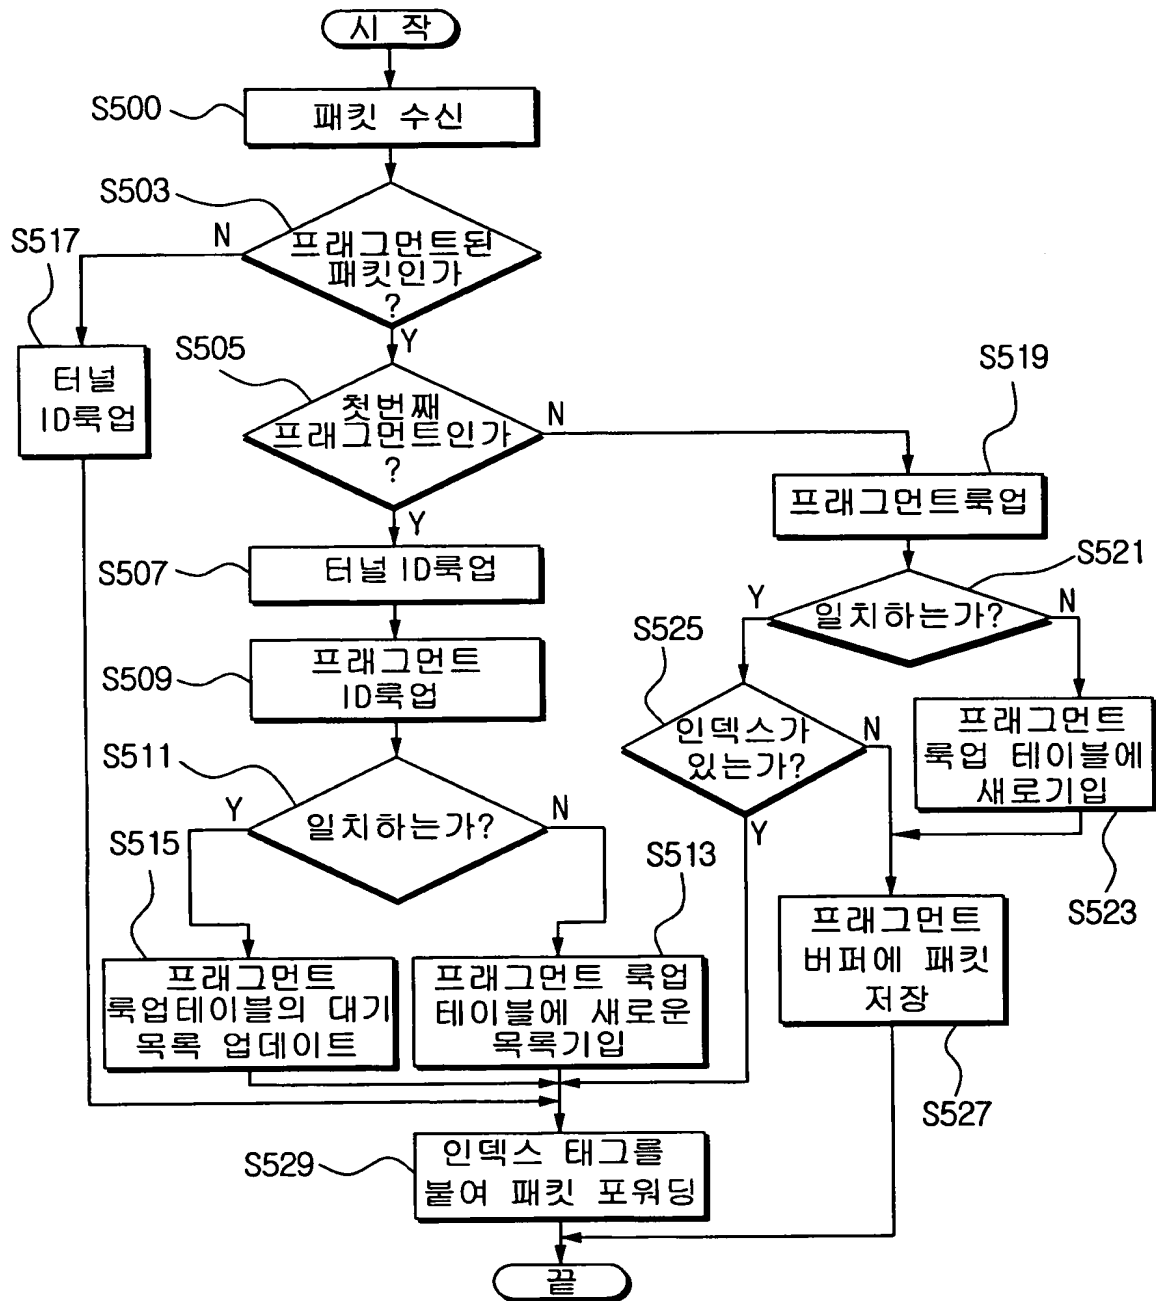 시 작
S500
패킷 수신
S503
N
프래그먼트된
패킷인가
?
Y
S517
터널
ID룩업
S505
첫번째
프래그먼트인가
?
N
Y
S519
프래그먼트룩업
S507
터널 ID룩업
S521
Y
일치하는가?
N
S509
프래그먼트
ID룩업
S525
인덱스가
있는가?
N
Y
프래그먼트
룩업 테이블에
새로기입
S523
S511
Y
일치하는가?
N
S515
프래그먼트
룩업테이블의 대기
목록 업데이트
S513
프래그먼트 룩업
테이블에 새로운
목록기입
프래그먼트
버퍼에 패킷
저장
S527
S529
인덱스 태그를
붙여 패킷 포워딩
끝